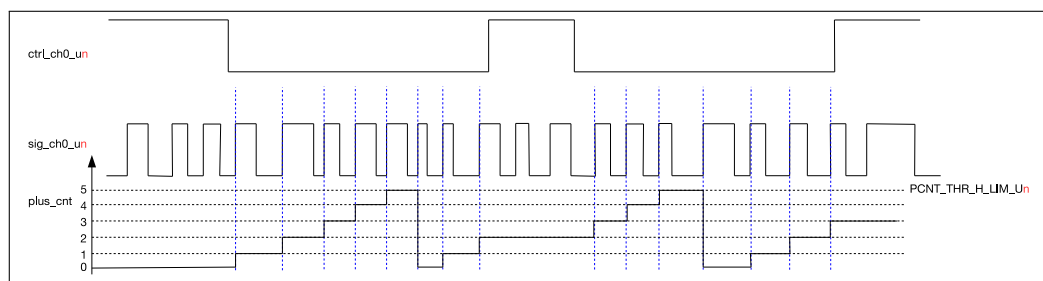 ctrl_ch0_un
sig_ch0_un
plus_cnt
5
4
3
2
1
0
PCNT_THR_H_LIM_Un